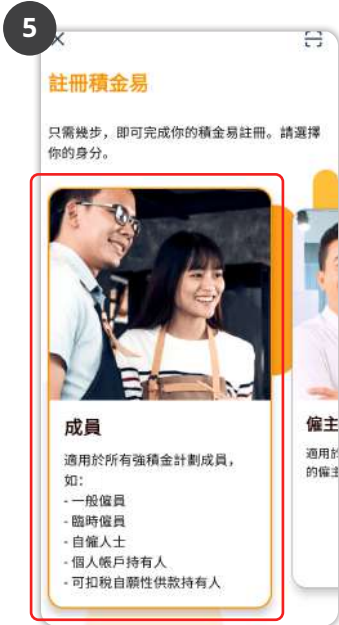 5
註冊積金易
只需幾步，即可完成你的積金易註冊。請選擇
你的身分。
成員
適用於所有強積金計劃成員，
如：
- 一般僱員
- 臨時僱員
- 自僱人士
- 個人帳戶持有人
- 可扣稅自願性供款持有人
僱主
適用於
的僱主